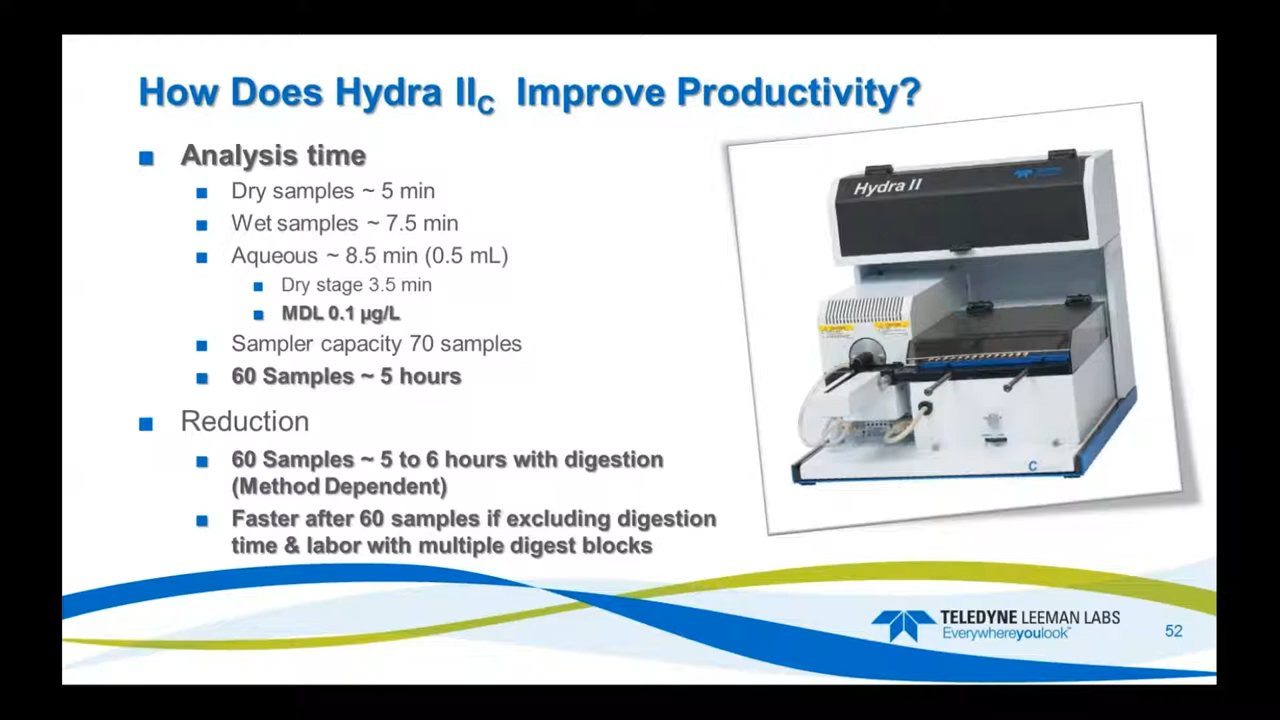 How Does Hydra IIC Improve Productivity?
Analysis time
Dry samples ~ 5 min
Wet samples ~ 7.5 min
Aqueous ~ 8.5 min (0.5 mL)
Dry stage 3.5 min
MDL 0.1 µg/L
Sampler capacity 70 samples
60 Samples ~ 5 hours
Reduction
60 Samples ~ 5 to 6 hours with digestion
(Method Dependent)
Faster after 60 samples if excluding digestion
time & labor with multiple digest blocks
Hydra II
C
TELEDYNE LEEMAN LABS
Everywhereyoulook™
52